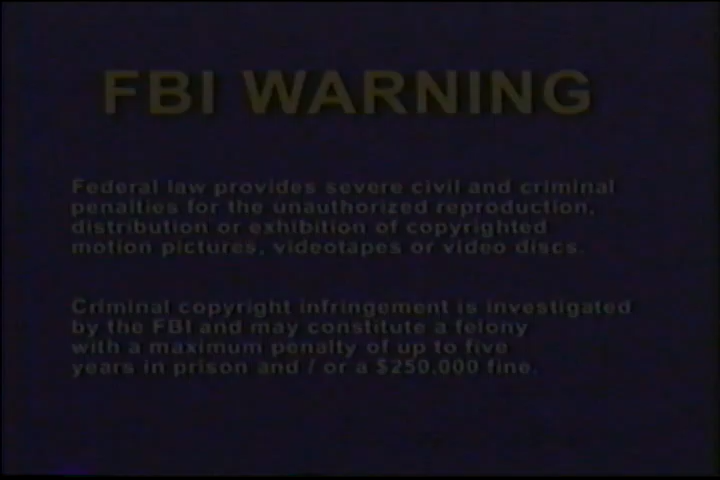 FBI WARNING
Federal law provides severe civil and criminal
penalties for the unauthorized reproduction,
distribution or exhibition of copyrighted
motion pictures, videotapes or video discs.
Criminal copyright infringement is investigated
by the FBI and may constitute a felony
with a maximum penalty of up to five
years in prison and / or a $250,000 fine.